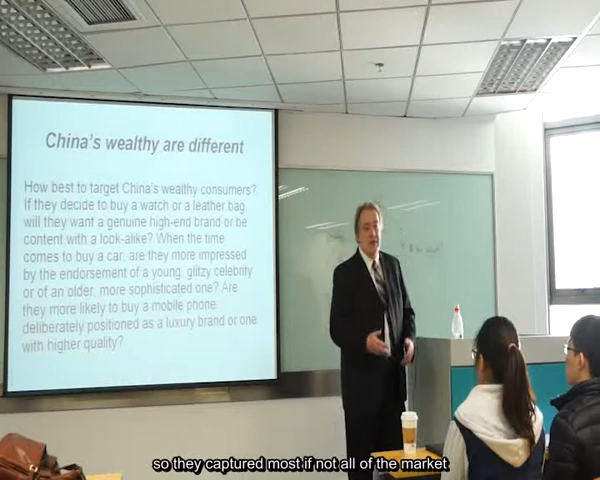 China's wealthy are different
How best to target China's wealthy consumers?
If they decide to buy a watch or a leather bag
will they want a genuine high-end brand or be
content with a look-alike? When the time
comes to buy a car, are they more impressed
by the endorsement of a young, glitzy celebrity
or of an older, more sophisticated one? Are
they more likely to buy a mobile phone
deliberately positioned as a luxury brand or one
with higher quality?
so they captured most if not all of the market